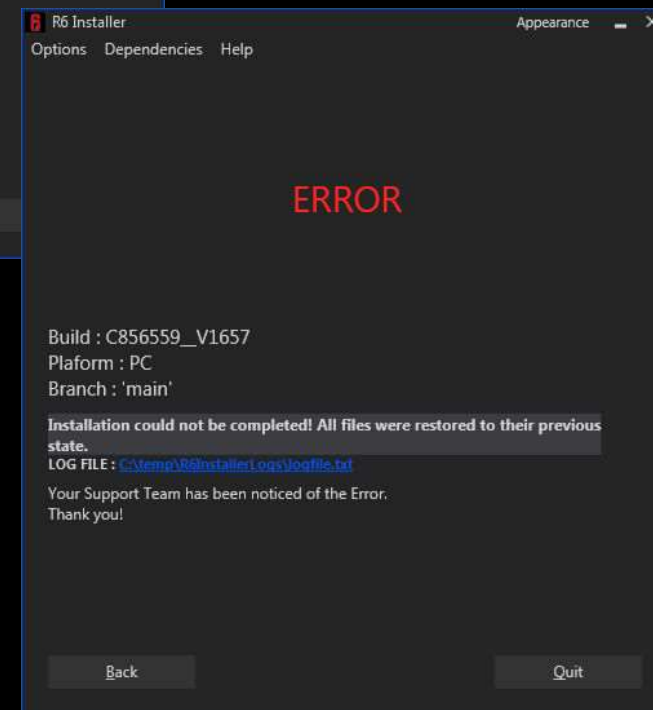 R6 Installer Appearance
Options Dependencies Help
ERROR
Build : C856559__V1657
Plaform : PC
Branch : 'main'
Installation could not be completed! All files were restored to their previous
state.
LOG FILE : C:\temp\R6InstallerLogs\logfile.txt
Your Support Team has been noticed of the Error.
Thank you!
Back Quit